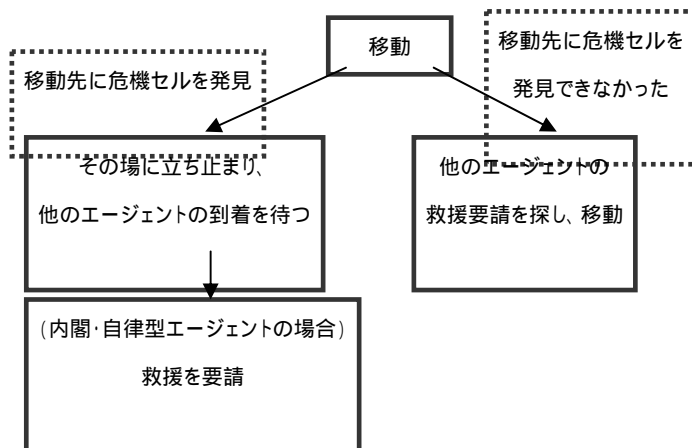 移動
移動先に危機セルを
発見できなかった
移動先に危機セルを発見
その場に立ち止まり、
他のエージェントの到着を待つ
他のエージェントの
救援要請を探し、移動
(内閣・自律型エージェントの場合)
救援を要請